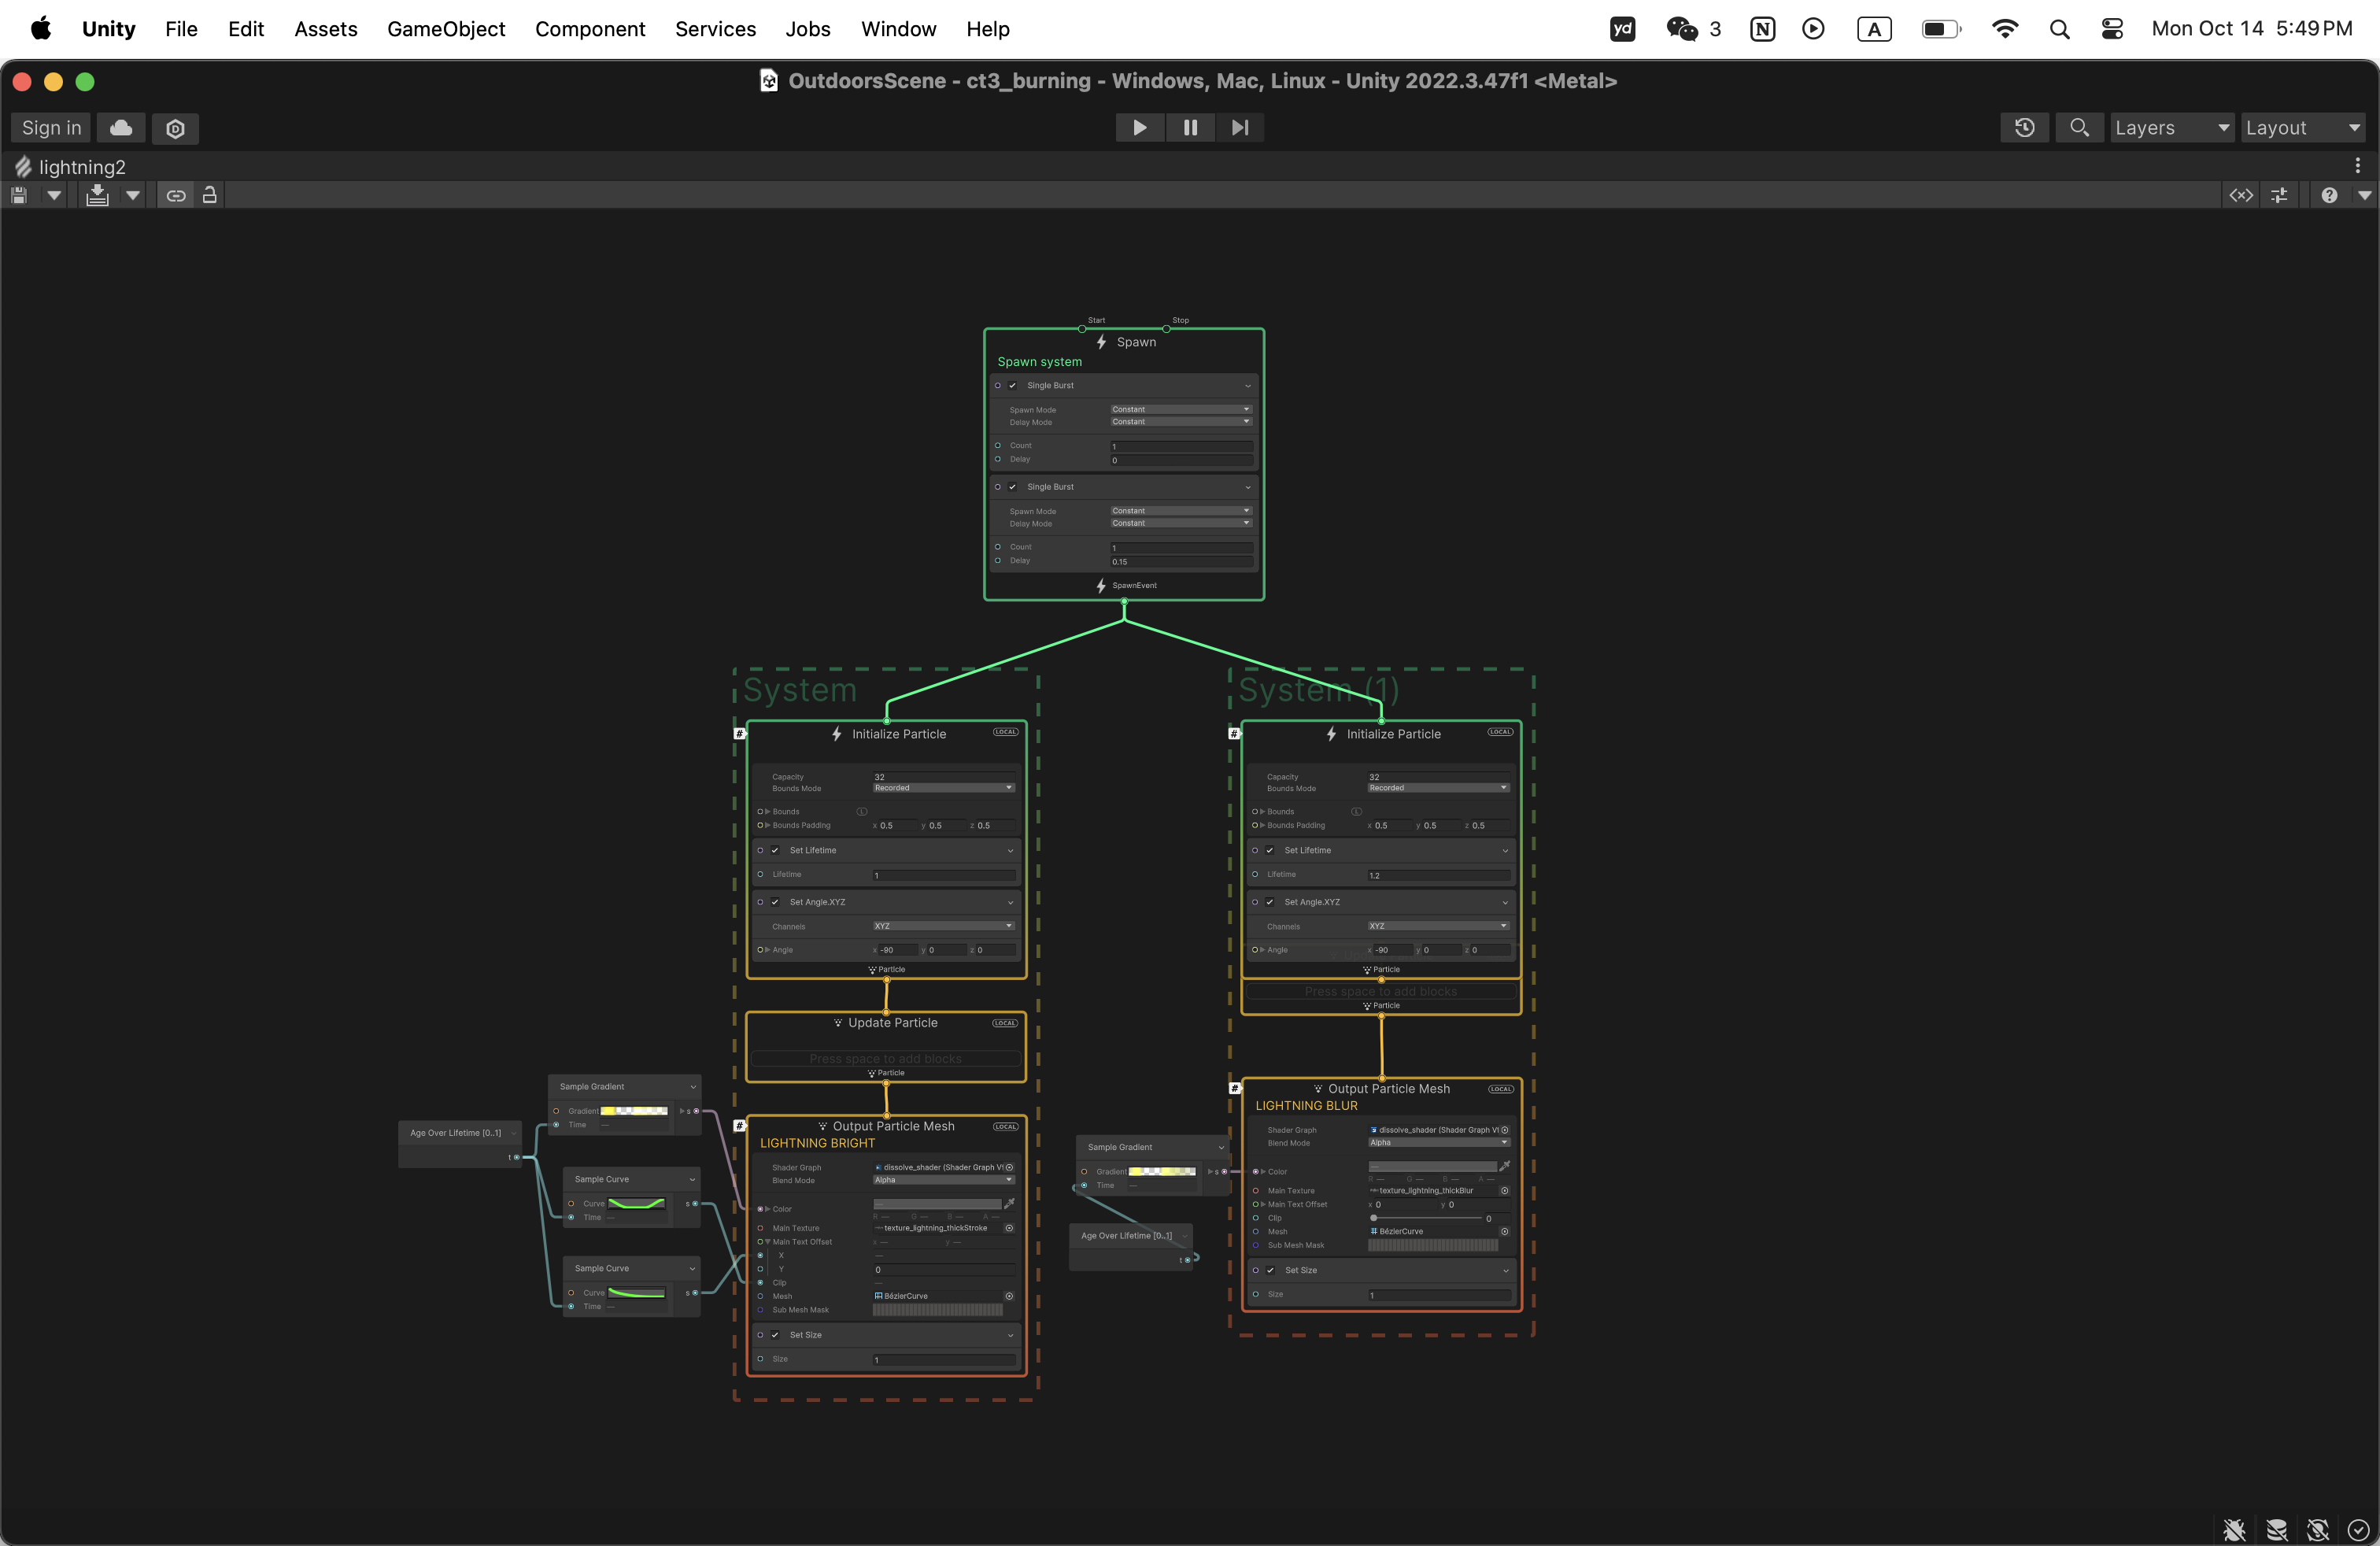 Unity File Edit Assets GameObject Component Services Jobs Window Help yd 3 N A Mon Oct 14 5:49 PM
OutdoorsScene - ct3_burning - Windows, Mac, Linux - Unity 2022.3.47f1 <Metal>
Sign in Layers Layout
lightning2
Start Stop
Spawn
Spawn system
Single Burst
Spawn Mode Constant
Delay Mode Constant
Count 1
Delay 0
Single Burst
Spawn Mode Constant
Delay Mode Constant
Count 1
Delay 0.15
SpawnEvent
System
# Initialize Particle LOCAL
Capacity 32
Bounds Mode Recorded
Bounds
Bounds Padding x 0.5 y 0.5 z 0.5
Set Lifetime
Lifetime 1
Set Angle.XYZ
Channels XYZ
Angle x -90 y 0 z 0
Particle
Update Particle LOCAL
Press space to add blocks
Particle
# Output Particle Mesh LOCAL
LIGHTNING BRIGHT
Shader Graph dissolve_shader (Shader Graph Vf
Blend Mode Alpha
Color
R — G — B — A —
Main Texture texture_lightning_thickStroke
Main Text Offset x — y —
X —
Y 0
Clip —
Mesh BézierCurve
Sub Mesh Mask
Set Size
Size 1
Age Over Lifetime [0..1]
t
Sample Gradient
Gradient s
Time —
Sample Curve
Curve s
Time —
Sample Curve
Curve s
Time —
System (1)
# Initialize Particle LOCAL
Capacity 32
Bounds Mode Recorded
Bounds
Bounds Padding x 0.5 y 0.5 z 0.5
Set Lifetime
Lifetime 1.2
Set Angle.XYZ
Channels XYZ
Angle x -90 y 0 z 0
Particle
Press space to add blocks
Particle
# Output Particle Mesh LOCAL
LIGHTNING BLUR
Shader Graph dissolve_shader (Shader Graph Vf
Blend Mode Alpha
Color
R — G — B — A —
Main Texture texture_lightning_thickBlur
Main Text Offset x 0 y 0
Clip 0
Mesh BézierCurve
Sub Mesh Mask
Set Size
Size 1
Sample Gradient
Gradient s
Time —
Age Over Lifetime [0..1]
t